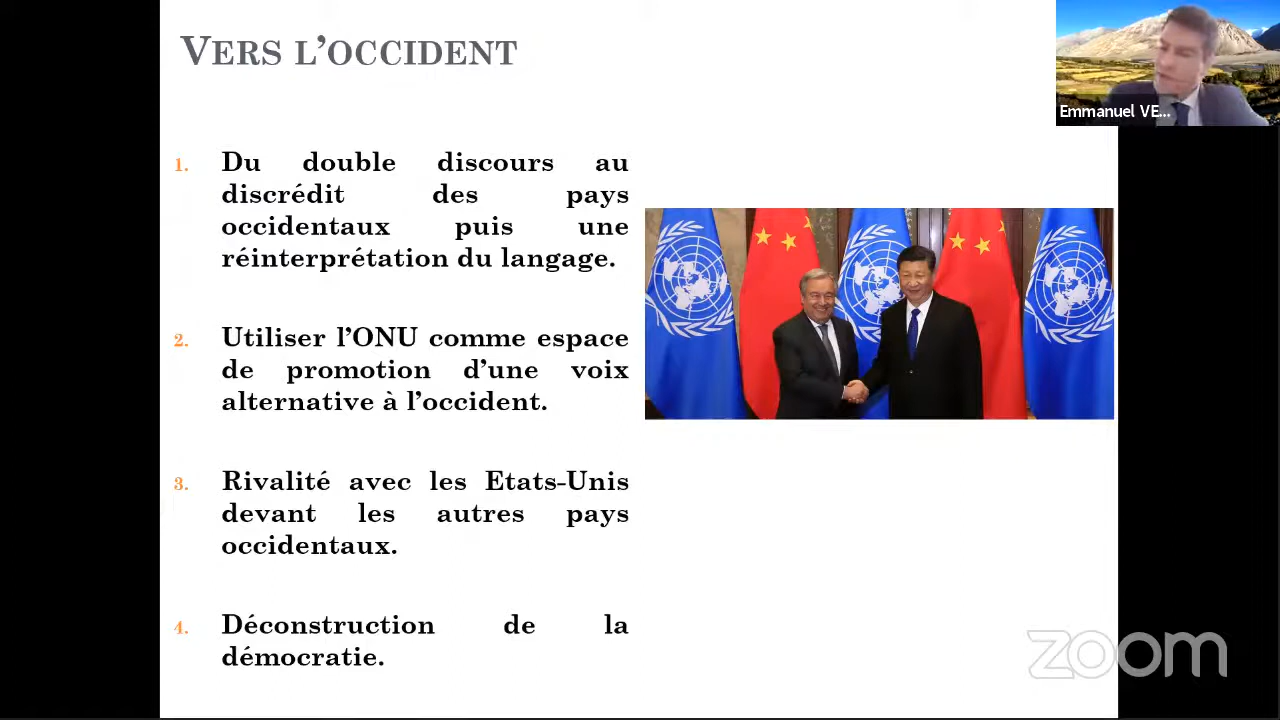 VERS L'OCCIDENT
Emmanuel VE...
1. Du double discours au
discrédit des pays
occidentaux puis une
réinterprétation du langage.
2. Utiliser l'ONU comme espace
de promotion d'une voix
alternative à l'occident.
3. Rivalité avec les Etats-Unis
devant les autres pays
occidentaux.
4. Déconstruction de la
démocratie.
zoom